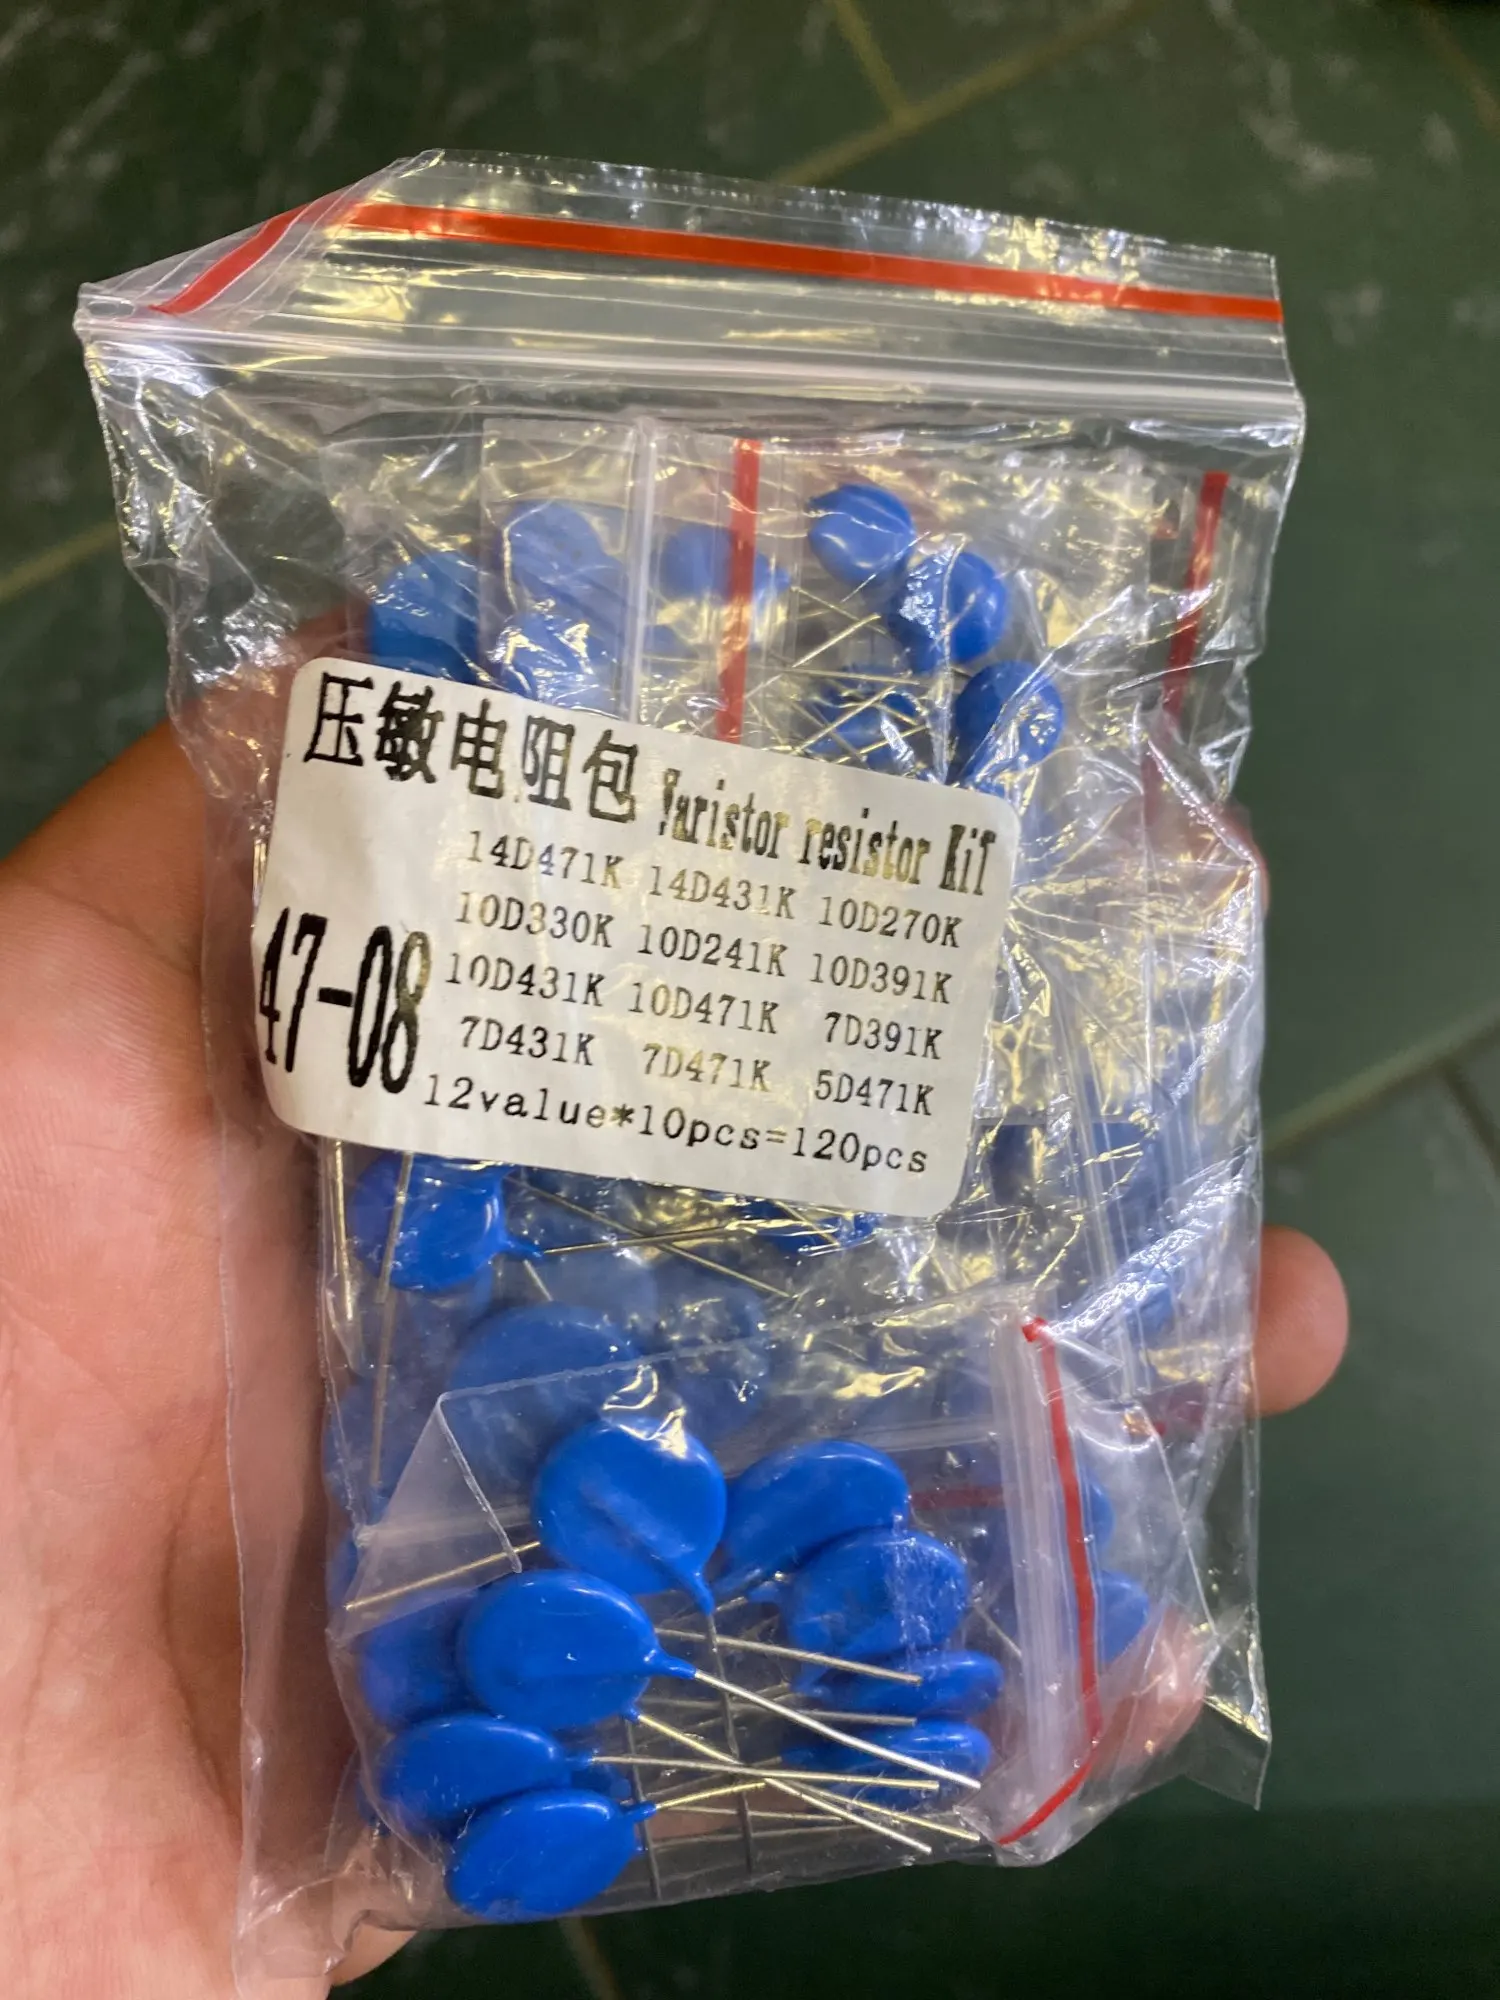 压敏电阻包 Varistor resistor KiT
14D471K 14D431K 10D270K
10D330K 10D241K 10D391K
47-08 10D431K 10D471K 7D391K
7D431K 7D471K 5D471K
12value*10pcs=120pcs